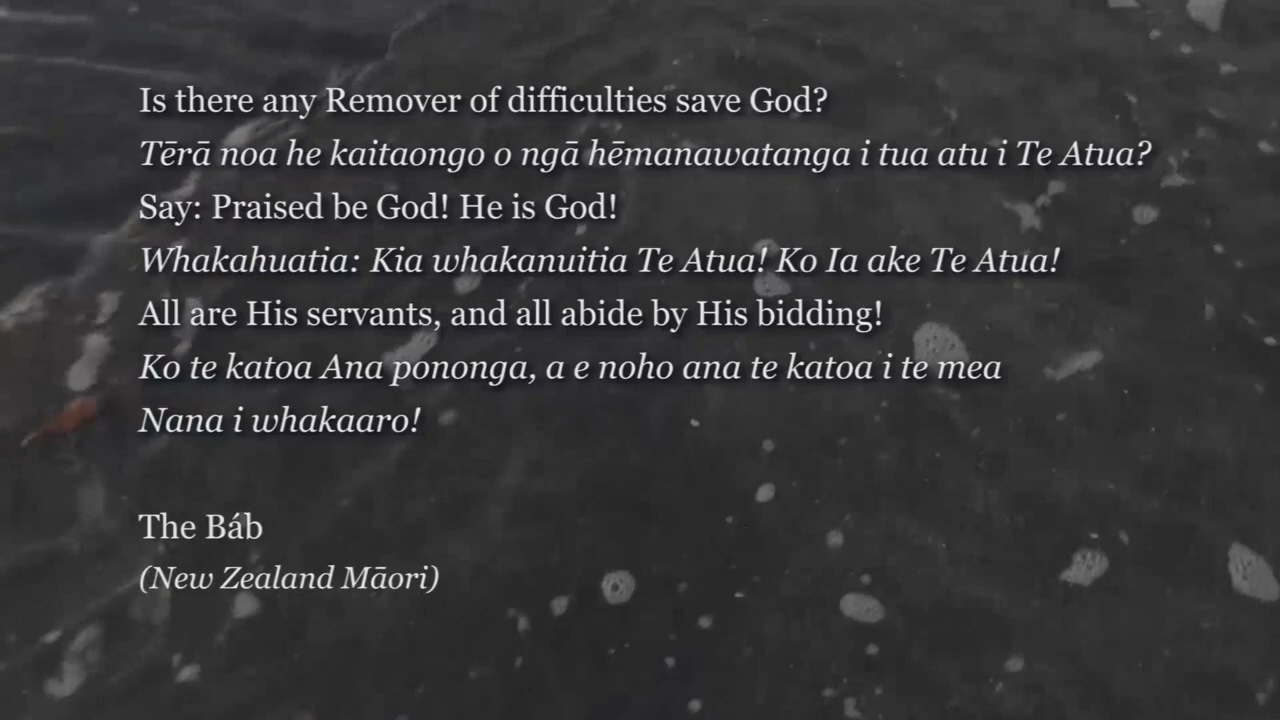 Is there any Remover of difficulties save God?
Tērā noa he kaitaongo o ngā hēmanawatanga i tua atu i Te Atua?
Say: Praised be God! He is God!
Whakahuatia: Kia whakanuitia Te Atua! Ko Ia ake Te Atua!
All are His servants, and all abide by His bidding!
Ko te katoa Ana pononga, a e noho ana te katoa i te mea
Nana i whakaaro!
The Báb
(New Zealand Māori)